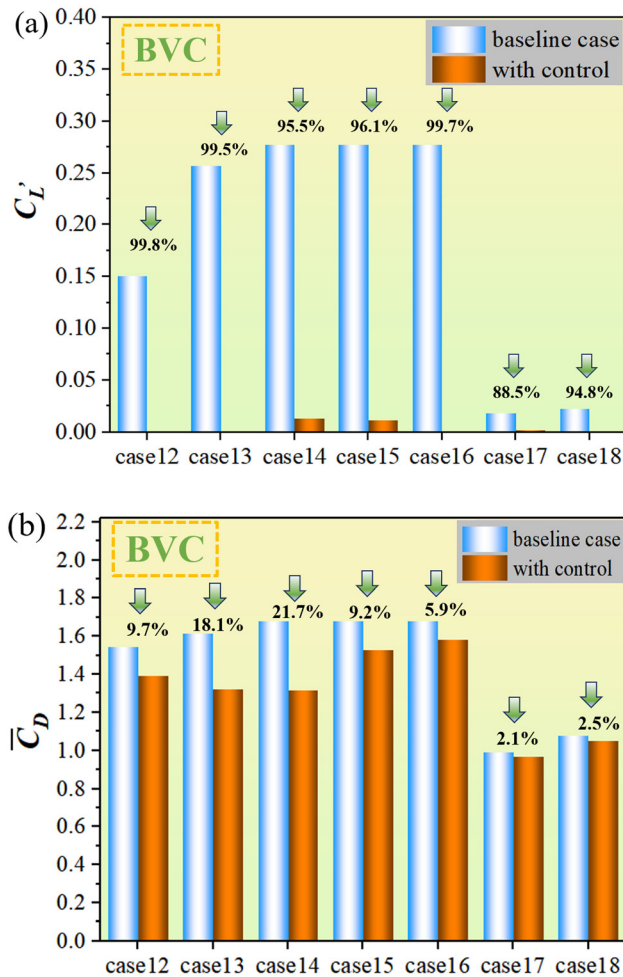 (a)
BVC
baseline case
with control
0.40
0.35
0.30
0.25
0.20
0.15
0.10
0.05
0.00
C_L'
99.8%
99.5%
95.5%
96.1%
99.7%
88.5%
94.8%
case12 case13 case14 case15 case16 case17 case18
(b)
BVC
baseline case
with control
2.2
2.0
1.8
1.6
1.4
1.2
1.0
0.8
0.6
0.4
0.2
0.0
C̅_D
9.7%
18.1%
21.7%
9.2%
5.9%
2.1%
2.5%
case12 case13 case14 case15 case16 case17 case18